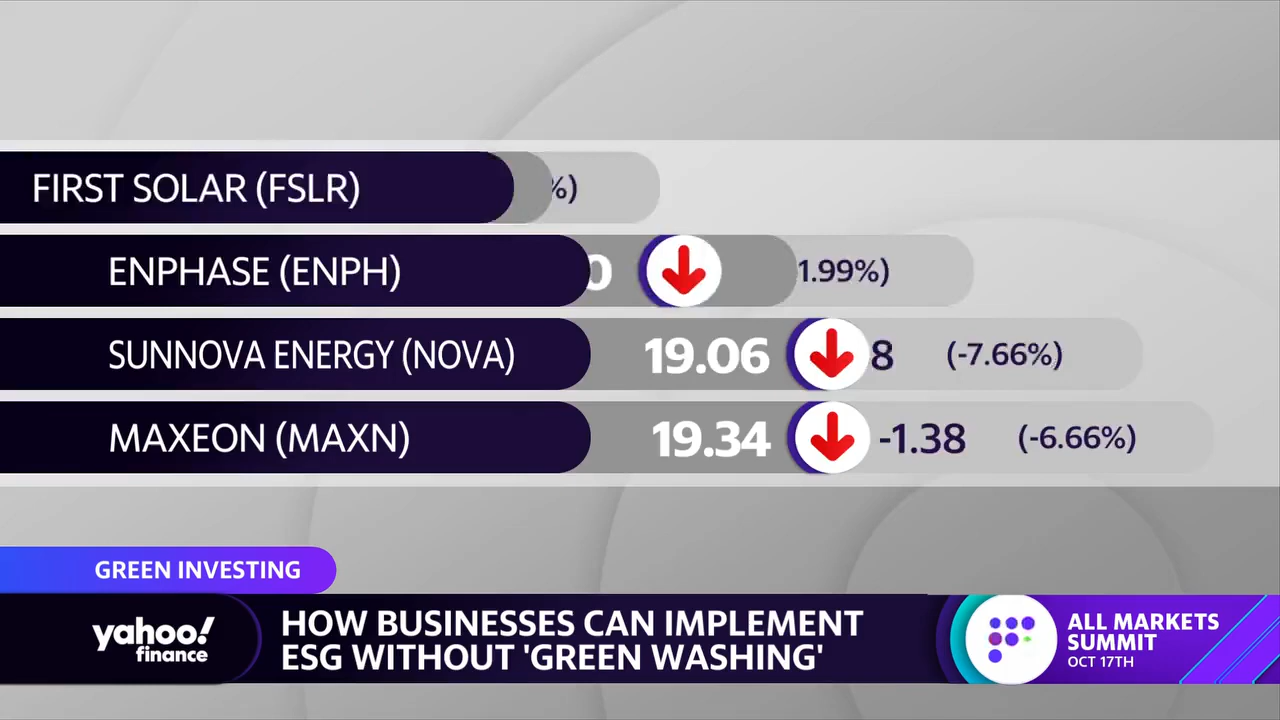 FIRST SOLAR (FSLR) %)
ENPHASE (ENPH) 0 1.99%)
SUNNOVA ENERGY (NOVA) 19.06 8 (-7.66%)
MAXEON (MAXN) 19.34 -1.38 (-6.66%)
GREEN INVESTING
yahoo!
finance
HOW BUSINESSES CAN IMPLEMENT
ESG WITHOUT 'GREEN WASHING'
ALL MARKETS
SUMMIT
OCT 17TH